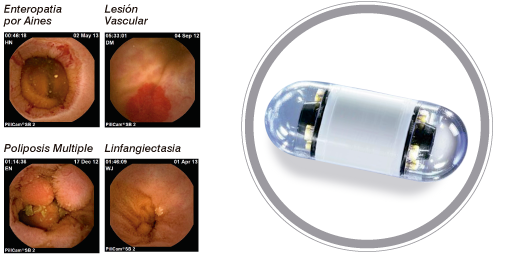 Enteropatia
por Aines
00:46:18 02 May 13
HN
PillCam®SB 2
Lesión
Vascular
05:33:01 04 Sep 12
DM
PillCam®SB 2
Poliposis Multiple
01:14:36 17 Dec 12
EN
PillCam®SB 2
Linfangiectasia
01:46:09 01 Apr 13
WJ
PillCam®SB 2